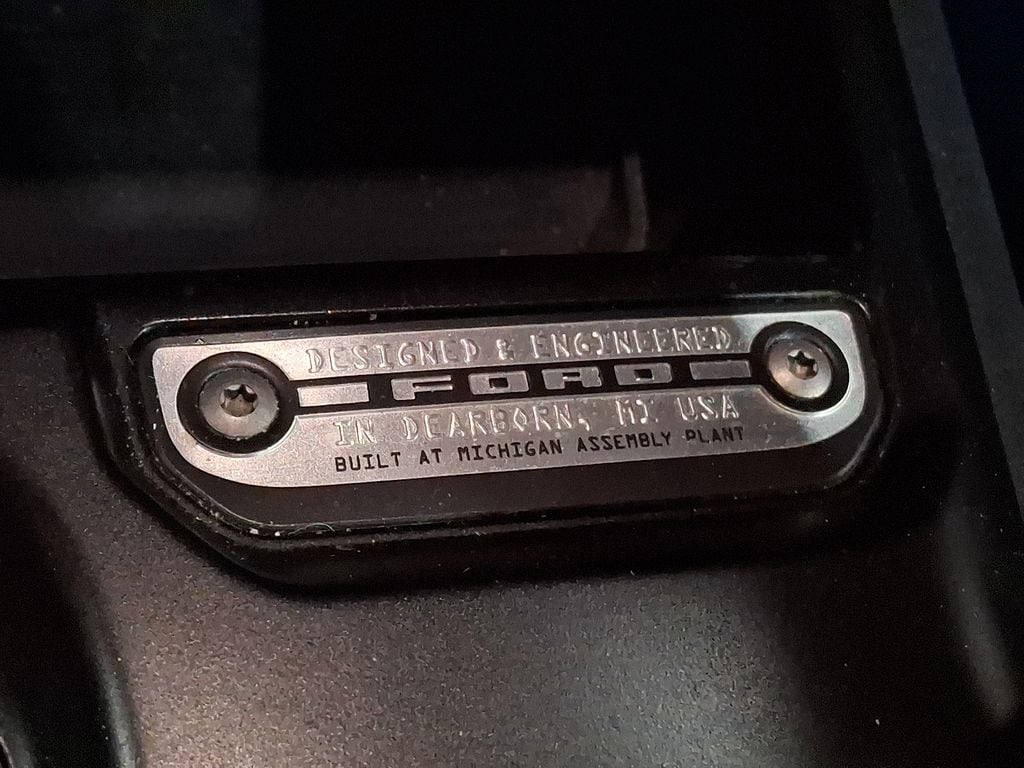 DESIGNED & ENGINEERED
FORD
IN DEARBORN, MI USA
BUILT AT MICHIGAN ASSEMBLY PLANT